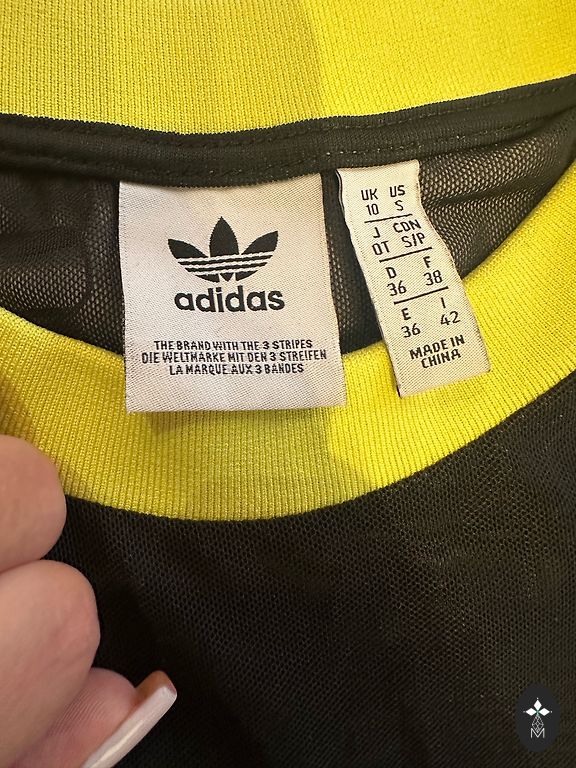 adidas
THE BRAND WITH THE 3 STRIPES
DIE WELTMARKE MIT DEN 3 STREIFEN
LA MARQUE AUX 3 BANDES
UK US
10 S
J CDN
OT S/P
D F
36 38
E I
36 42
MADE IN
CHINA
M